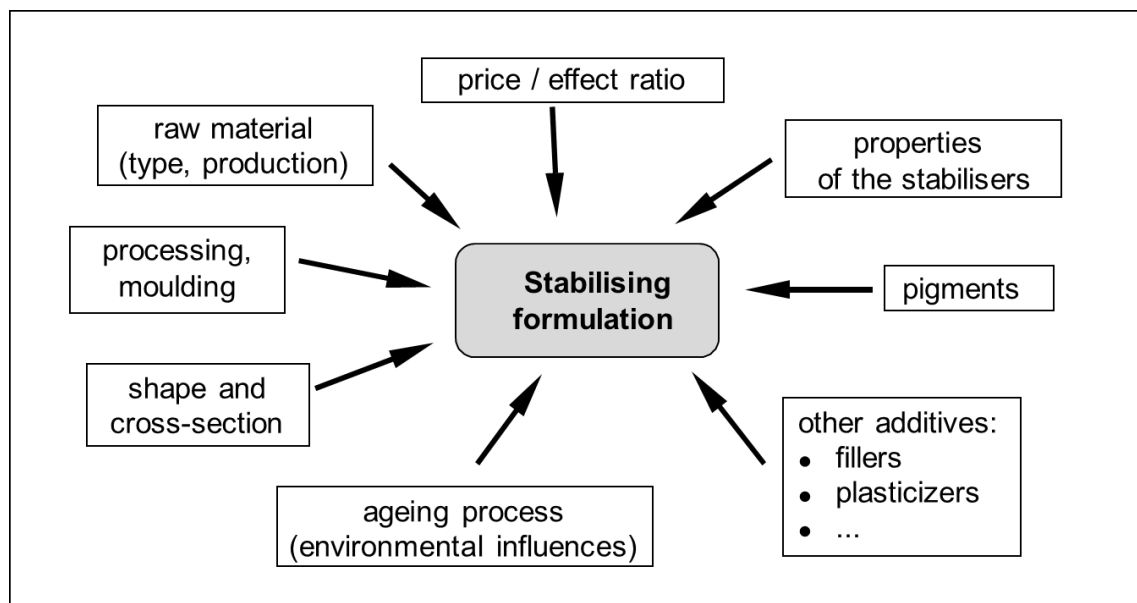 price / effect ratio
raw material
(type, production)
properties
of the stabilisers
processing,
moulding
Stabilising
formulation
pigments
shape and
cross-section
other additives:
● fillers
● plasticizers
● ...
ageing process
(environmental influences)